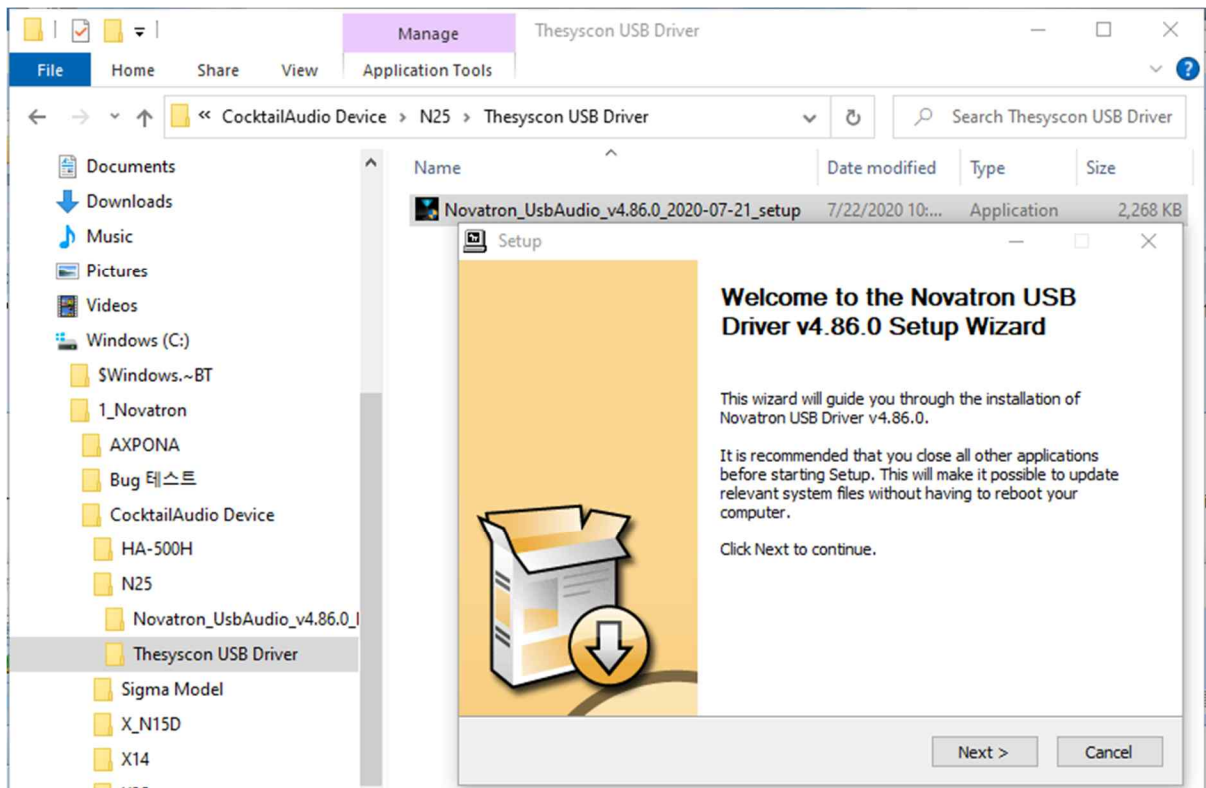 Manage
Thesyscon USB Driver
File
Home
Share
View
Application Tools
« CocktailAudio Device > N25 > Thesyscon USB Driver
Search Thesyscon USB Driver
Documents
Downloads
Music
Pictures
Videos
Windows (C:)
$Windows.~BT
1_Novatron
AXPONA
Bug 테스트
CocktailAudio Device
HA-500H
N25
Novatron_UsbAudio_v4.86.0_
Thesyscon USB Driver
Sigma Model
X_N15D
X14
Name
Date modified
Type
Size
Novatron_UsbAudio_v4.86.0_2020-07-21_setup
7/22/2020 10:...
Application
2,268 KB
Setup
Welcome to the Novatron USB
Driver v4.86.0 Setup Wizard
This wizard will guide you through the installation of
Novatron USB Driver v4.86.0.
It is recommended that you close all other applications
before starting Setup. This will make it possible to update
relevant system files without having to reboot your
computer.
Click Next to continue.
Next >
Cancel